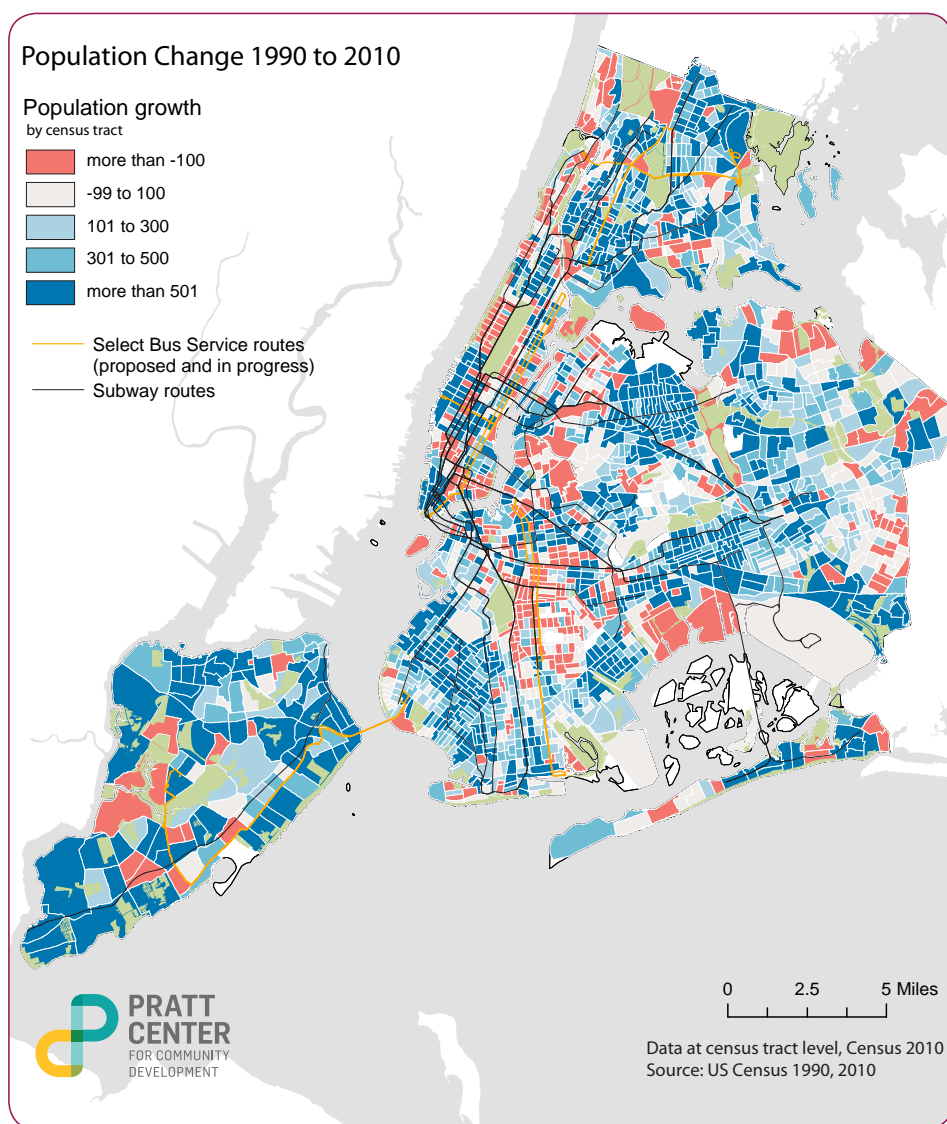 Population Change 1990 to 2010
Population growth
by census tract
more than -100
-99 to 100
101 to 300
301 to 500
more than 501
Select Bus Service routes
(proposed and in progress)
Subway routes
PRATT
CENTER
FOR COMMUNITY
DEVELOPMENT
0 2.5 5 Miles
Data at census tract level, Census 2010
Source: US Census 1990, 2010